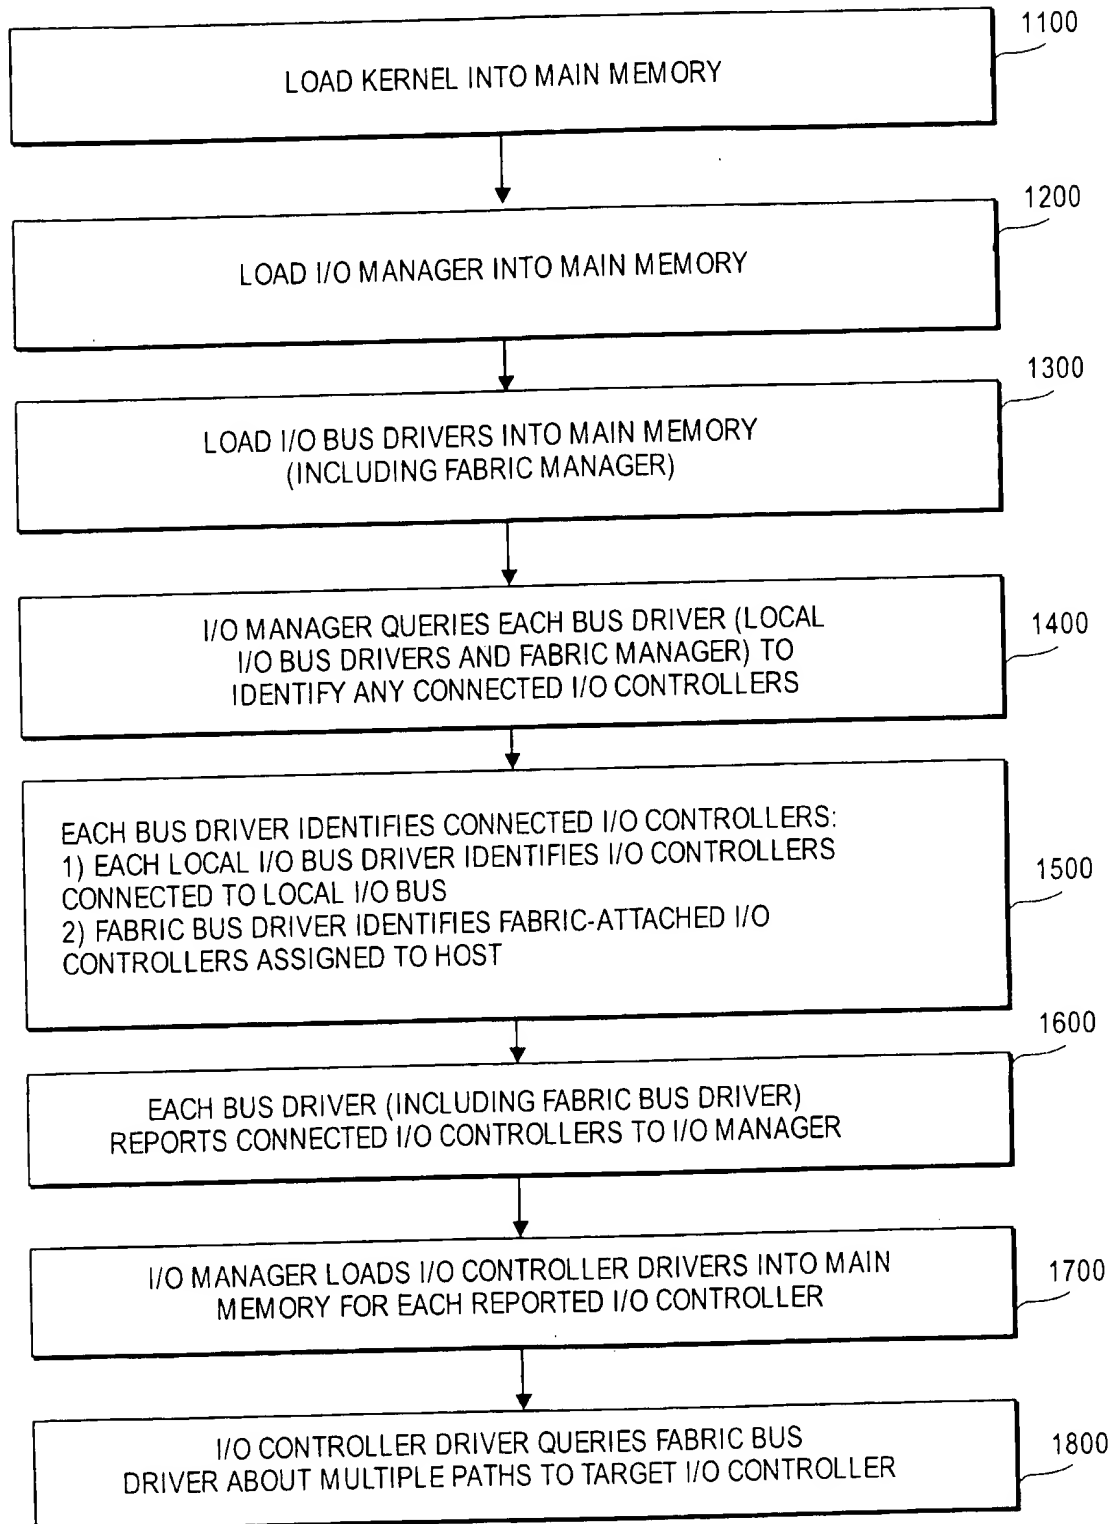 1100
LOAD KERNEL INTO MAIN MEMORY
1200
LOAD I/O MANAGER INTO MAIN MEMORY
1300
LOAD I/O BUS DRIVERS INTO MAIN MEMORY
(INCLUDING FABRIC MANAGER)
1400
I/O MANAGER QUERIES EACH BUS DRIVER (LOCAL
I/O BUS DRIVERS AND FABRIC MANAGER) TO
IDENTIFY ANY CONNECTED I/O CONTROLLERS
1500
EACH BUS DRIVER IDENTIFIES CONNECTED I/O CONTROLLERS:
1) EACH LOCAL I/O BUS DRIVER IDENTIFIES I/O CONTROLLERS
CONNECTED TO LOCAL I/O BUS
2) FABRIC BUS DRIVER IDENTIFIES FABRIC-ATTACHED I/O
CONTROLLERS ASSIGNED TO HOST
1600
EACH BUS DRIVER (INCLUDING FABRIC BUS DRIVER)
REPORTS CONNECTED I/O CONTROLLERS TO I/O MANAGER
1700
I/O MANAGER LOADS I/O CONTROLLER DRIVERS INTO MAIN
MEMORY FOR EACH REPORTED I/O CONTROLLER
1800
I/O CONTROLLER DRIVER QUERIES FABRIC BUS
DRIVER ABOUT MULTIPLE PATHS TO TARGET I/O CONTROLLER